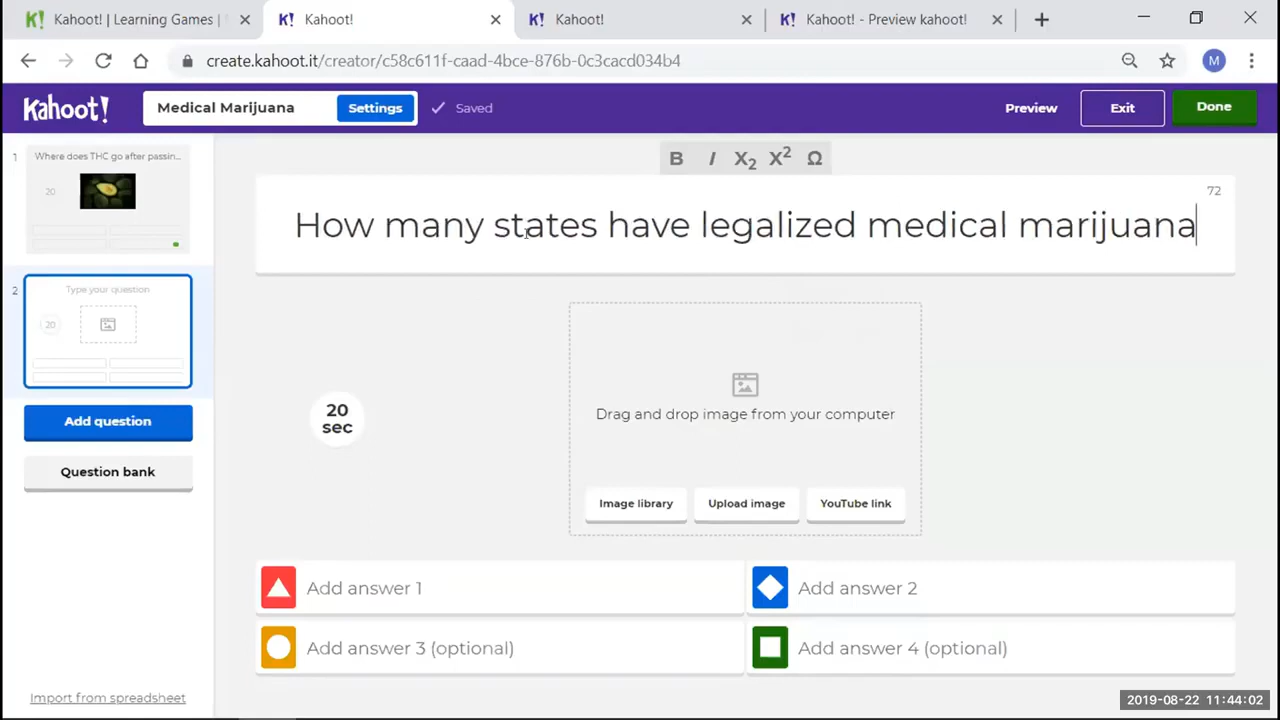 K! Kahoot! | Learning Games |
K! Kahoot!
K! Kahoot!
K! Kahoot! - Preview kahoot!
create.kahoot.it/creator/c58c611f-caad-4bce-876b-0c3cacd034b4
M
Kahoot!
Medical Marijuana
Settings
Saved
Preview
Exit
Done
1
Where does THC go after passin...
20
2
Type your question
20
Add question
Question bank
Import from spreadsheet
B I X2 X2 Ω
72
How many states have legalized medical marijuana
20
sec
Drag and drop image from your computer
Image library
Upload image
YouTube link
Add answer 1
Add answer 2
Add answer 3 (optional)
Add answer 4 (optional)
2019-08-22 11:44:02